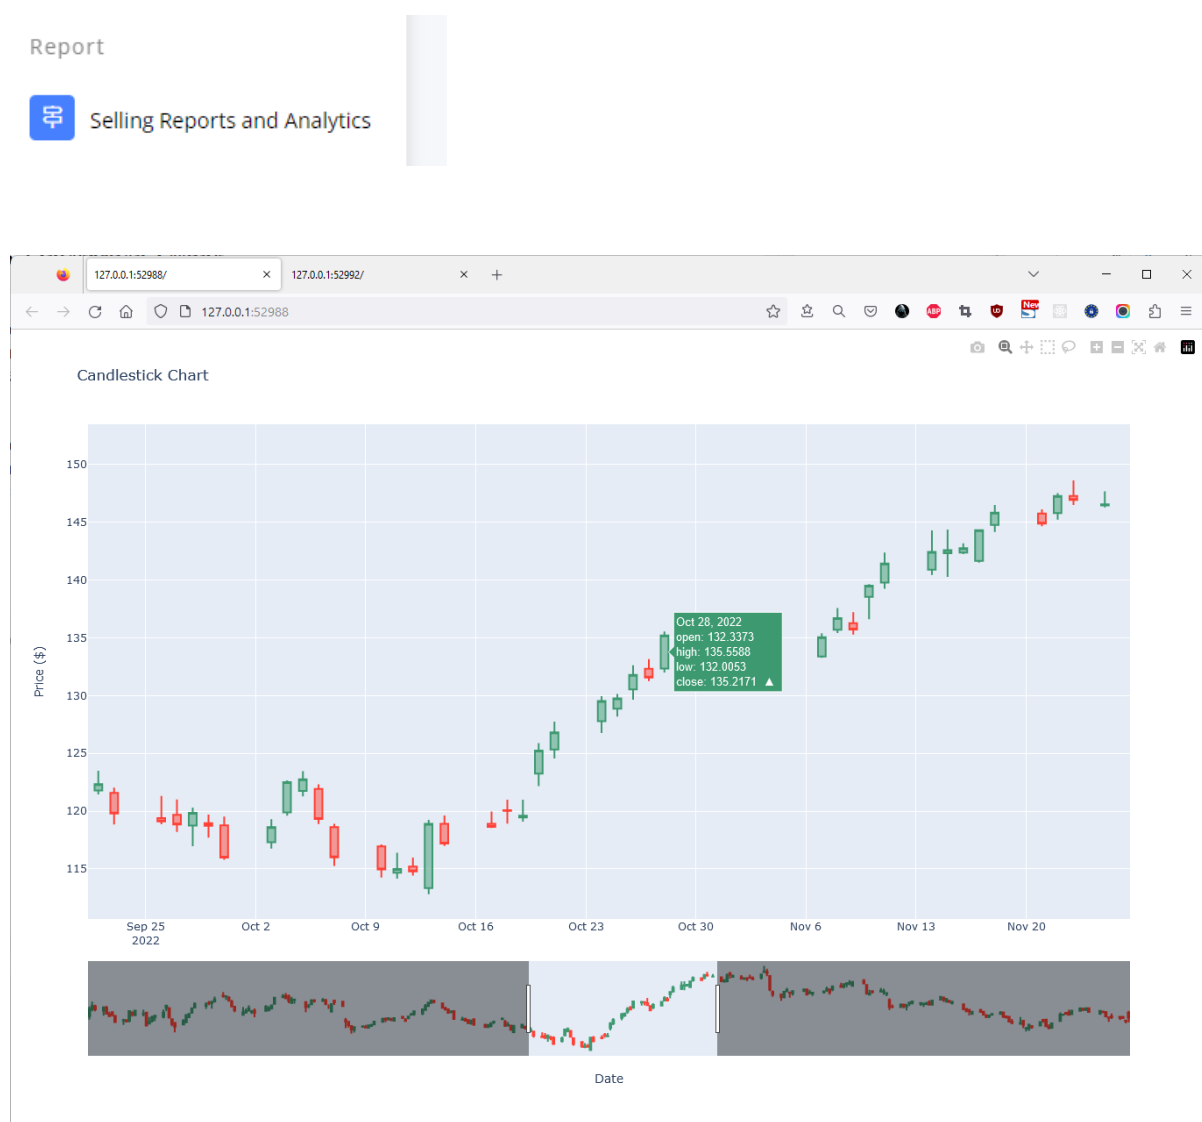 Report
Selling Reports and Analytics
127.0.0.1:52988/
127.0.0.1:52992/
127.0.0.1:52988
ABP
New
Candlestick Chart
150
145
140
135
130
125
120
115
Price ($)
Oct 28, 2022
open: 132.3373
high: 135.5588
low: 132.0053
close: 135.2171 ▲
Sep 25
2022
Oct 2
Oct 9
Oct 16
Oct 23
Oct 30
Nov 6
Nov 13
Nov 20
Date